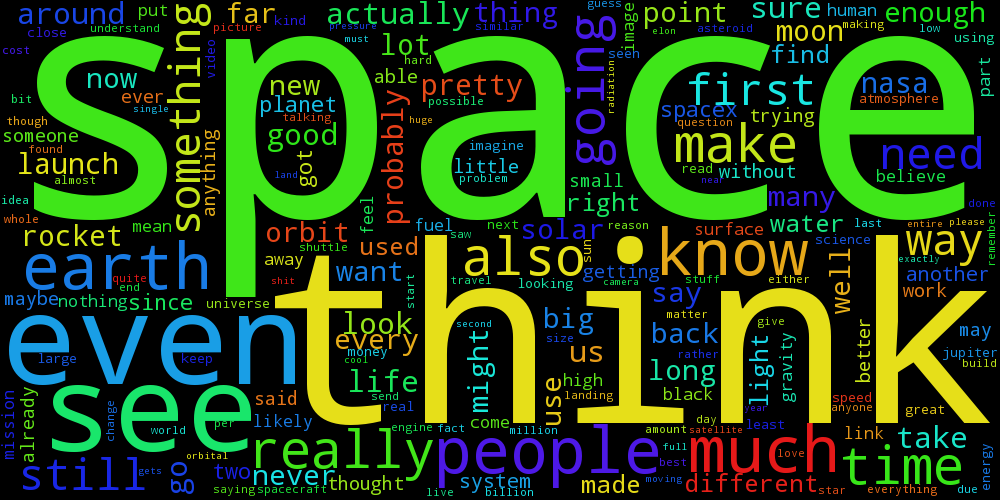 space
think
even
see
people
really
much
time
earth
also
know
way
first
make
need
something
going
still
around
put
far
kind
actually
thing
guess
image
point
elon
sure
human
making
moon
low
enough
close
understand
picture
pressure
must
similar
asteroid
using
cost
video
lot
hard
able
seen
find
part
bit
now
ever
single
new
planet
talking
pretty
possible
radiation
spacex
question
trying
nasa
atmosphere
though
someone
found
launch
almost
anything
good
got
probably
huge
imagine
little
problem
read
without
near
believe
idea
land
small
right
many
done
whole
mean
rocket
orbit
shuttle
feel
fuel
saw
next
reason
solar
sun
surface
water
last
science
entire
please
remember
exactly
quite
end
away
used
want
start
travel
looking
getting
camera
stuff
either
well
another
work
maybe
nothing
since
universe
shit
look
every
second
big
size
say
matter
give
back
rather
may
jupiter
build
large
keep
money
cool
might
us
long
light
gravity
better
life
send
real
use
high
landing
black
day
year
speed
anyone
great
mission
already
change
world
per
said
likely
orbital
engine
fact
come
million
amount
satellite
least
link
take
go
gets
two
never
saying
spacecraft
thought
live
system
billion
made
full
best
moving
love
different
star
everything
due
energy